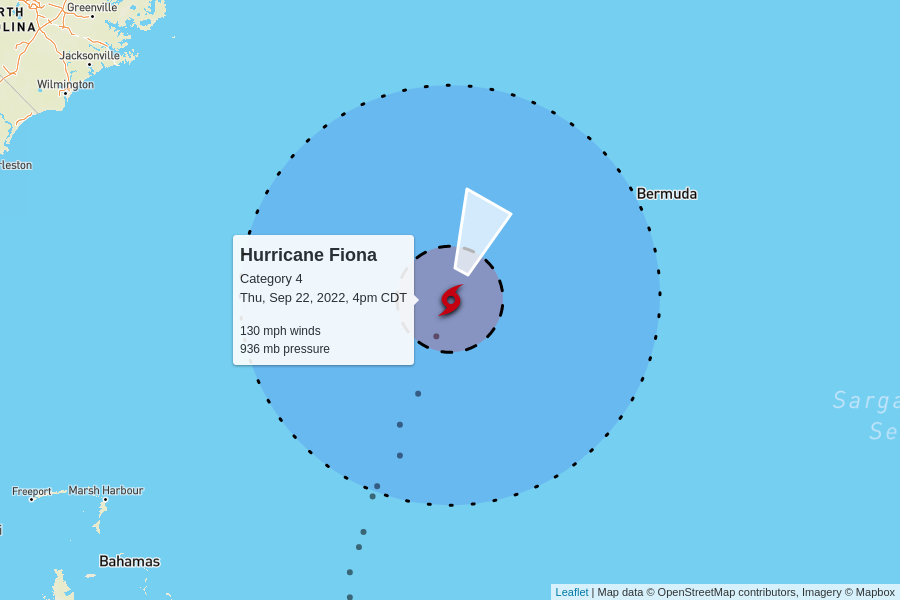 Greenville
RTH
LINA
Jacksonville
Wilmington
rleston
Bermuda
Hurricane Fiona
Category 4
Thu, Sep 22, 2022, 4pm CDT
130 mph winds
936 mb pressure
Sarga
Se
Freeport
Marsh Harbour
i
Bahamas
Leaflet | Map data © OpenStreetMap contributors, Imagery © Mapbox